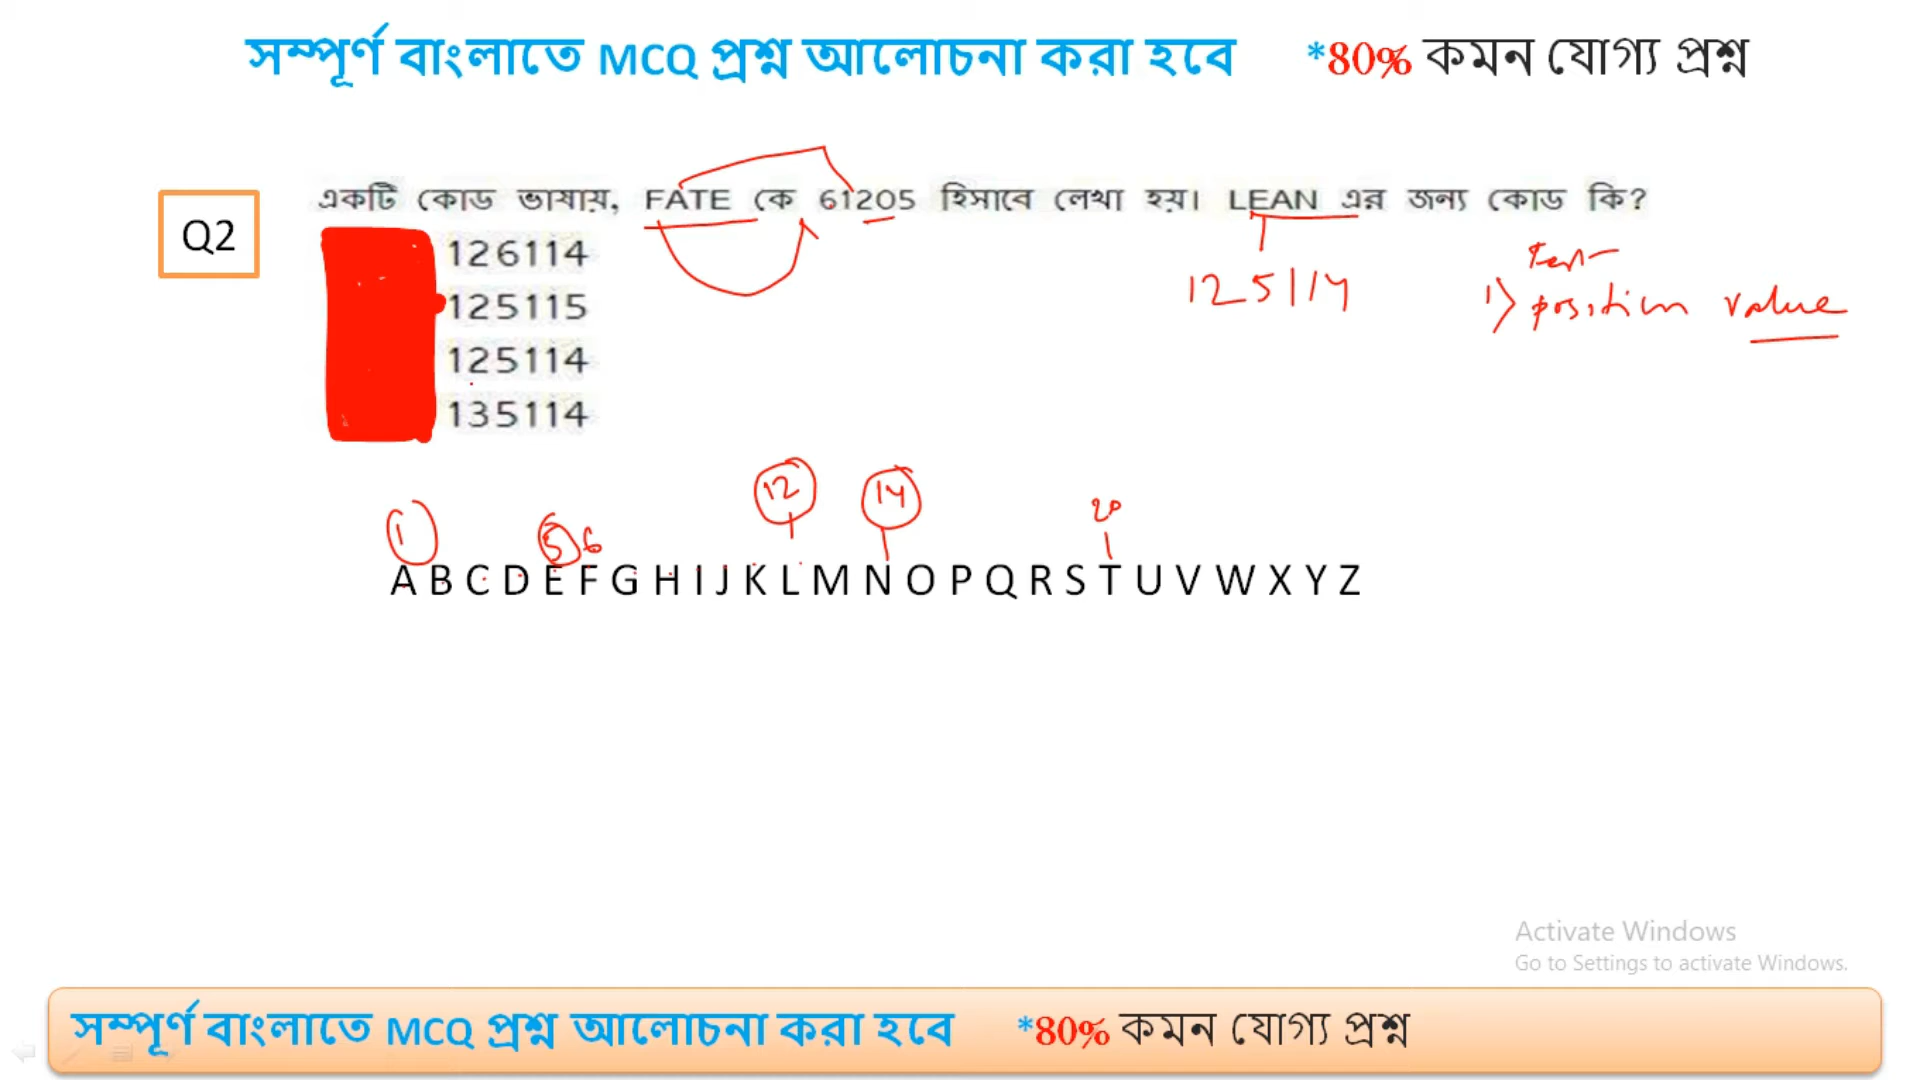 সম্পূর্ণ বাংলাতে MCQ প্রশ্ন আলোচনা করা হবে *80% কমন যোগ্য প্রশ্ন
Q2
একটি কোড ভাষায়, FATE কে 61205 হিসাবে লেখা হয়। LEAN এর জন্য কোড কি?
126114
125115
125114
135114
125114
1) position value
1 5 6 12 14 20
A B C D E F G H I J K L M N O P Q R S T U V W X Y Z
Activate Windows
Go to Settings to activate Windows.
সম্পূর্ণ বাংলাতে MCQ প্রশ্ন আলোচনা করা হবে *80% কমন যোগ্য প্রশ্ন